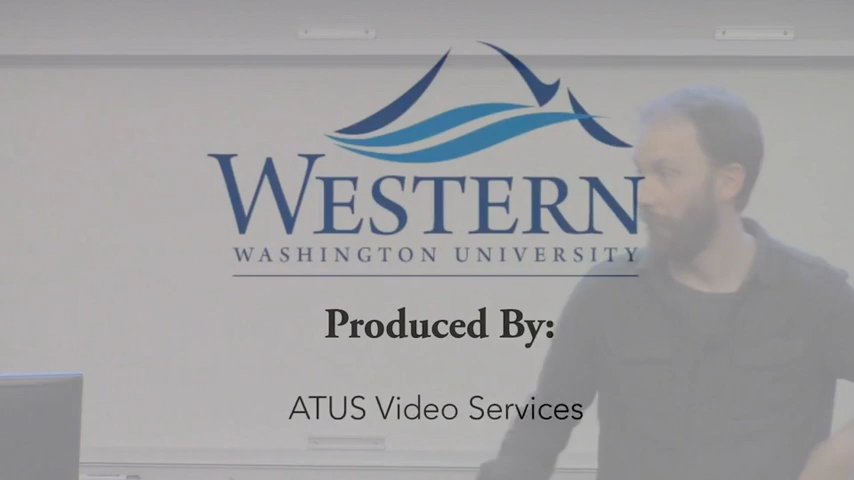 WESTERN
WASHINGTON UNIVERSITY
Produced By:
ATUS Video Services